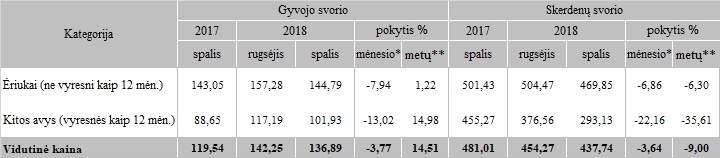 Kategorija Gyvojo svorio Skerdenų svorio
2017 2018 pokytis % 2017 2018 pokytis %
spalis rugsėjis spalis mėnesio* metų** spalis rugsėjis spalis mėnesio* metų**
Ėriukai (ne vyresni kaip 12 mėn.) 143,05 157,28 144,79 -7,94 1,22 501,43 504,47 469,85 -6,86 -6,30
Kitos avys (vyresnės kaip 12 mėn.) 88,65 117,19 101,93 -13,02 14,98 455,27 376,56 293,13 -22,16 -35,61
Vidutinė kaina 119,54 142,25 136,89 -3,77 14,51 481,01 454,27 437,74 -3,64 -9,00